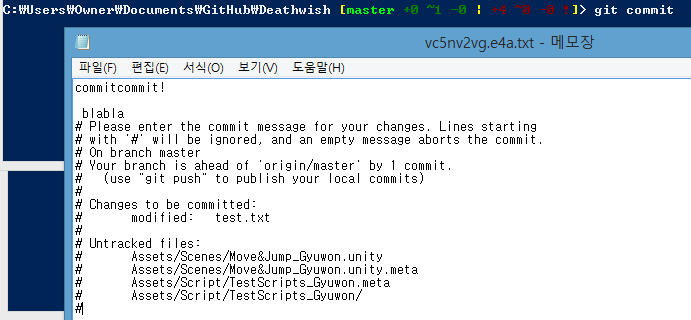 C:₩Users₩Owner₩Documents₩GitHub₩Deathwish [master +0 ~1 -0 | +4 ~0 -0 !]> git commit
vc5nv2vg.e4a.txt - 메모장
파일(F) 편집(E) 서식(O) 보기(V) 도움말(H)
commitcommit!
blabla
# Please enter the commit message for your changes. Lines starting
# with '#' will be ignored, and an empty message aborts the commit.
# On branch master
# Your branch is ahead of 'origin/master' by 1 commit.
#   (use "git push" to publish your local commits)
#
# Changes to be committed:
#       modified:   test.txt
#
# Untracked files:
#       Assets/Scenes/Move&Jump_Gyuwon.unity
#       Assets/Scenes/Move&Jump_Gyuwon.unity.meta
#       Assets/Script/TestScripts_Gyuwon.meta
#       Assets/Script/TestScripts_Gyuwon/
#